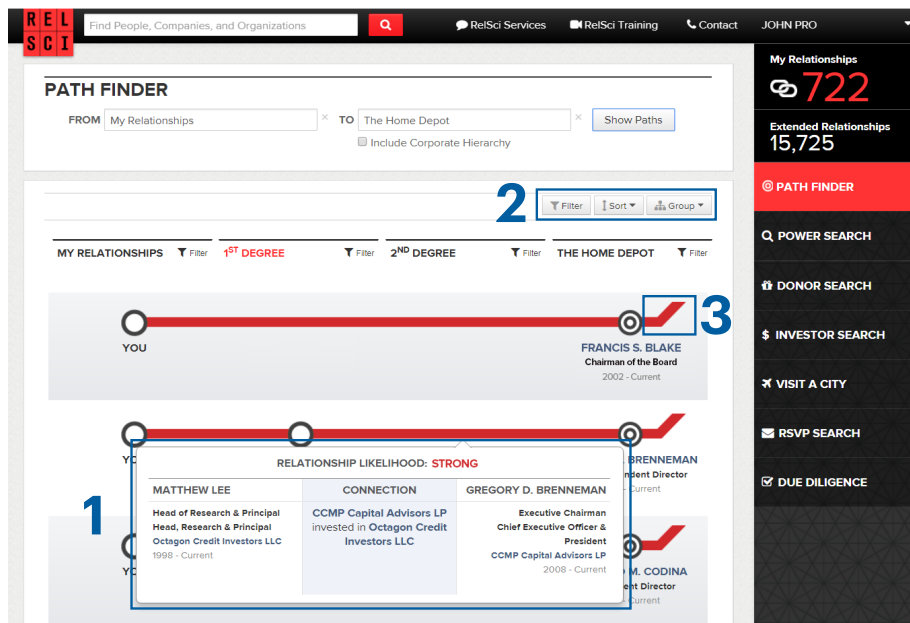 REL
SCI
Find People, Companies, and Organizations
RelSci Services
RelSci Training
Contact
JOHN PRO
My Relationships
722
Extended Relationships
15,725
PATH FINDER
POWER SEARCH
DONOR SEARCH
$ INVESTOR SEARCH
VISIT A CITY
RSVP SEARCH
DUE DILIGENCE
PATH FINDER
FROM My Relationships × TO The Home Depot × Show Paths
Include Corporate Hierarchy
2
Filter Sort Group
MY RELATIONSHIPS Filter 1ST DEGREE Filter 2ND DEGREE Filter THE HOME DEPOT Filter
3
YOU
FRANCIS S. BLAKE
Chairman of the Board
2002 - Current
BRENNEMAN
Director
Current
1
RELATIONSHIP LIKELIHOOD: STRONG
MATTHEW LEE
Head of Research & Principal
Head, Research & Principal
Octagon Credit Investors LLC
1998 - Current
CONNECTION
CCMP Capital Advisors LP
invested in Octagon Credit
Investors LLC
GREGORY D. BRENNEMAN
Executive Chairman
Chief Executive Officer &
President
CCMP Capital Advisors LP
2008 - Current
M. CODINA
Director
Current